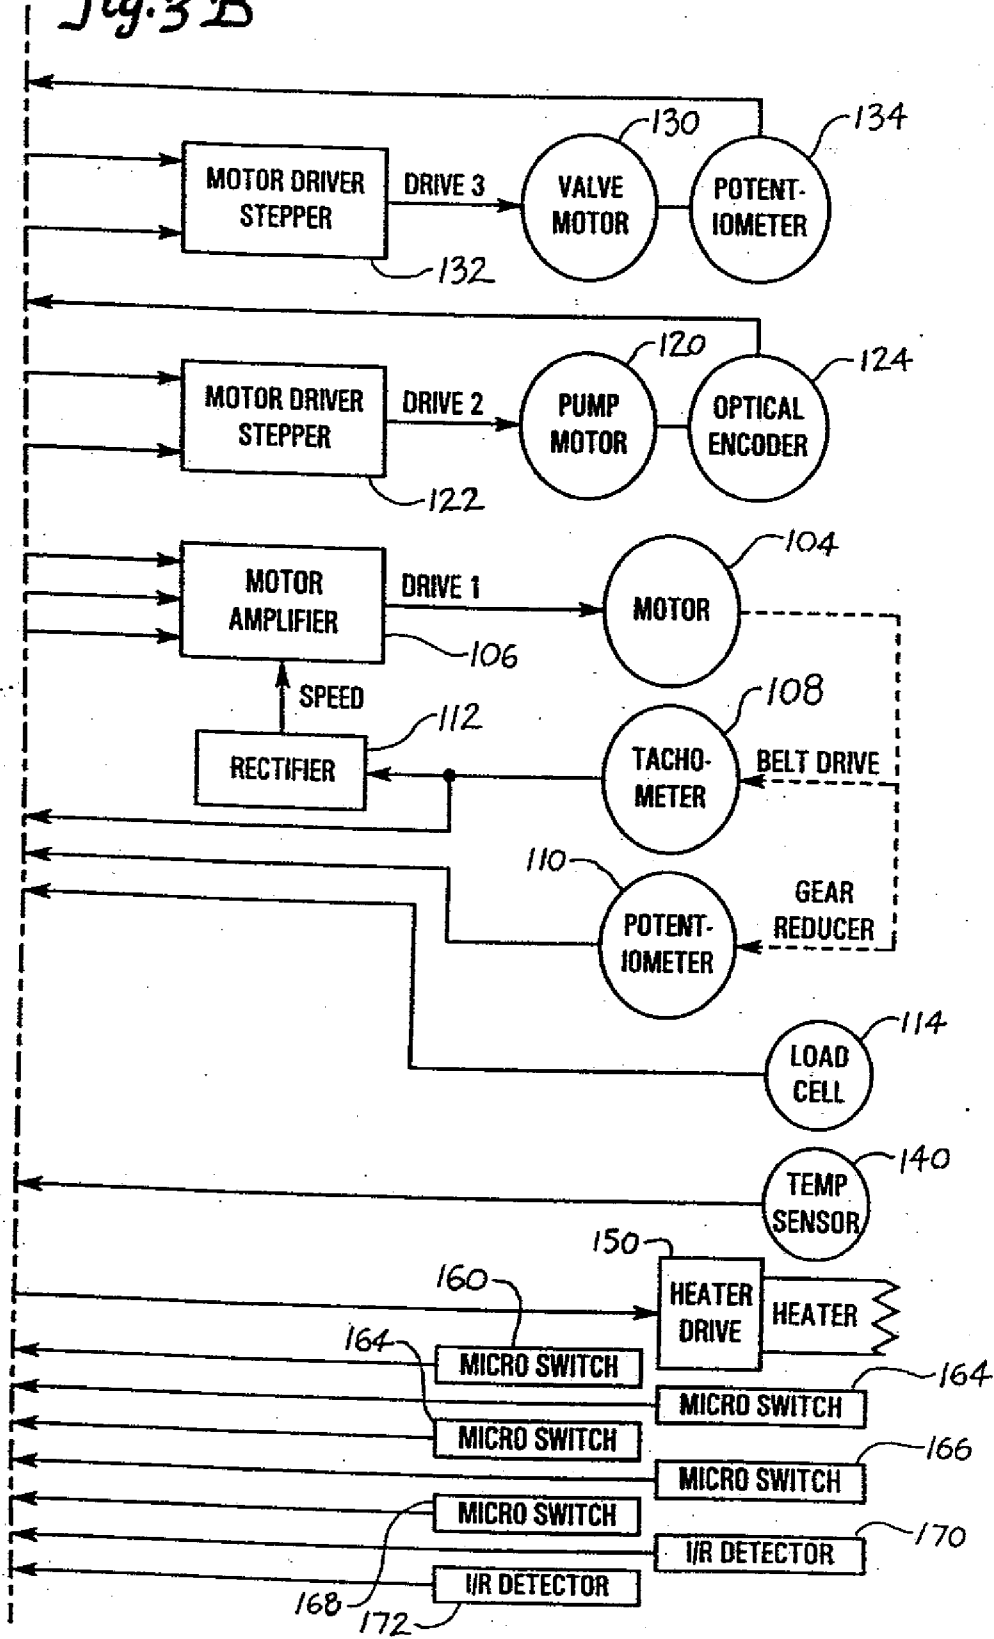 Fig. 3B
130
134
MOTOR DRIVER
STEPPER
DRIVE 3
VALVE
MOTOR
POTENT-
IOMETER
132
120
124
MOTOR DRIVER
STEPPER
DRIVE 2
PUMP
MOTOR
OPTICAL
ENCODER
122
104
MOTOR
AMPLIFIER
DRIVE 1
MOTOR
106
SPEED
108
112
RECTIFIER
TACHO-
METER
BELT DRIVE
110
POTENT-
IOMETER
GEAR
REDUCER
114
LOAD
CELL
140
TEMP
SENSOR
150
HEATER
DRIVE
HEATER
160
MICRO SWITCH
164
164
MICRO SWITCH
MICRO SWITCH
166
MICRO SWITCH
MICRO SWITCH
170
I/R DETECTOR
168
I/R DETECTOR
172